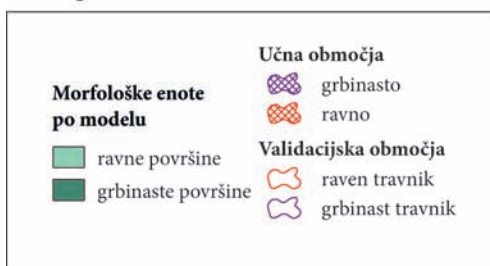 Morfološke enote
po modelu
ravne površine
grbinaste površine
Učna območja
grbinasto
ravno
Validacijska območja
raven travnik
grbinast travnik